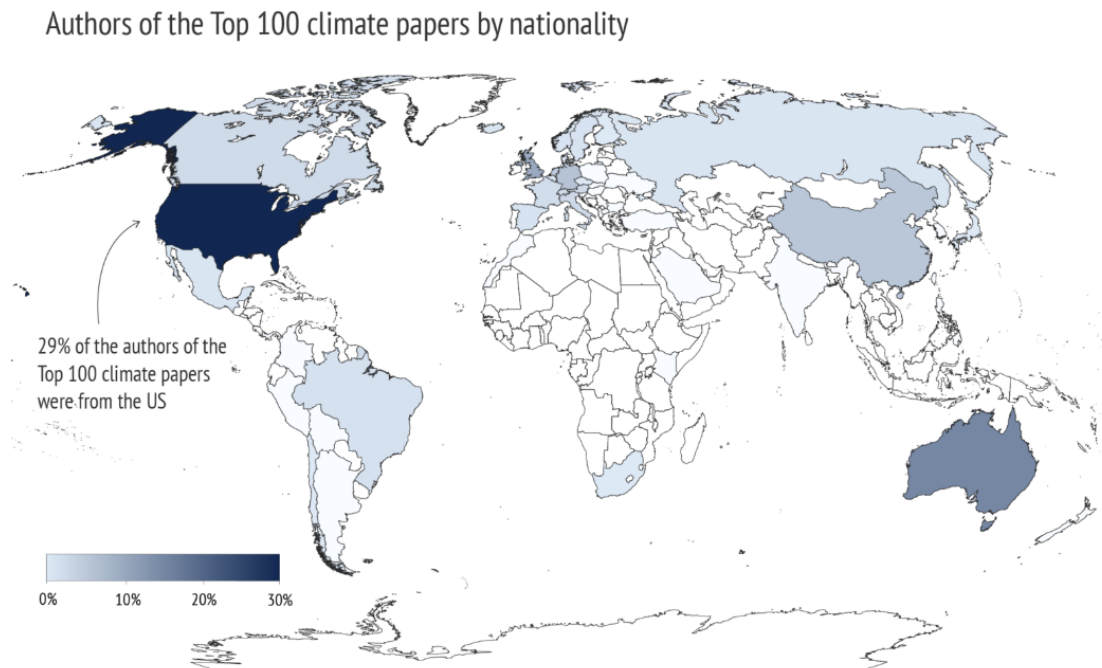 Authors of the Top 100 climate papers by nationality
29% of the authors of the
Top 100 climate papers
were from the US
0% 10% 20% 30%